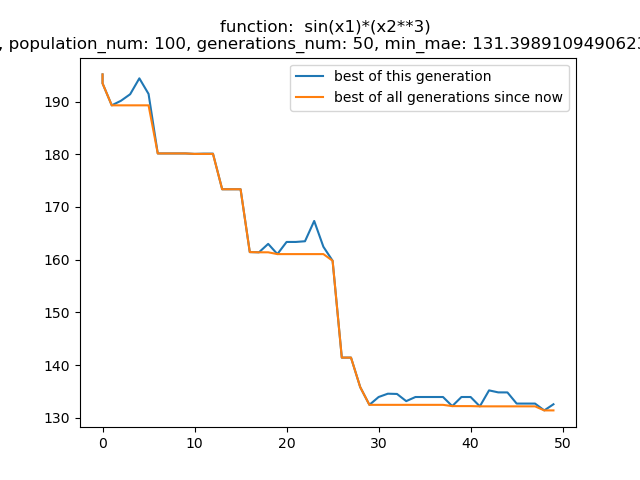 function:  sin(x1)*(x2**3)
, population_num: 100, generations_num: 50, min_mae: 131.398910949062
best of this generation
best of all generations since now
190
180
170
160
150
140
130
0 10 20 30 40 50